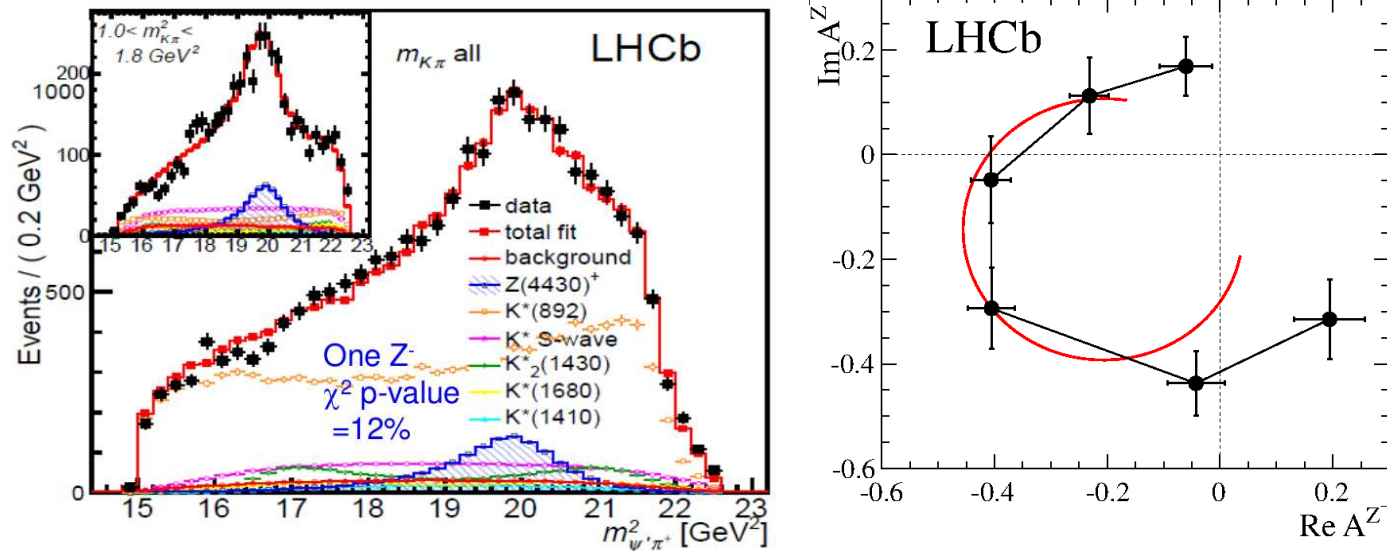 1.0< m²Kπ<
1.8 GeV²
mKπ all
LHCb
200
1000
100
0
15 16 17 18 19 20 21 22 23
Events / ( 0.2 GeV² )
500
0
data
total fit
background
Z(4430)⁺
K*(892)
K* S-wave
K*₂(1430)
K*(1680)
K*(1410)
One Z⁻
χ² p-value
=12%
15 16 17 18 19 20 21 22 23
m²ψ'π⁺ [GeV²]
LHCb
Im A^Z⁻
0.2
0
-0.2
-0.4
-0.6
-0.6 -0.4 -0.2 0 0.2
Re A^Z⁻